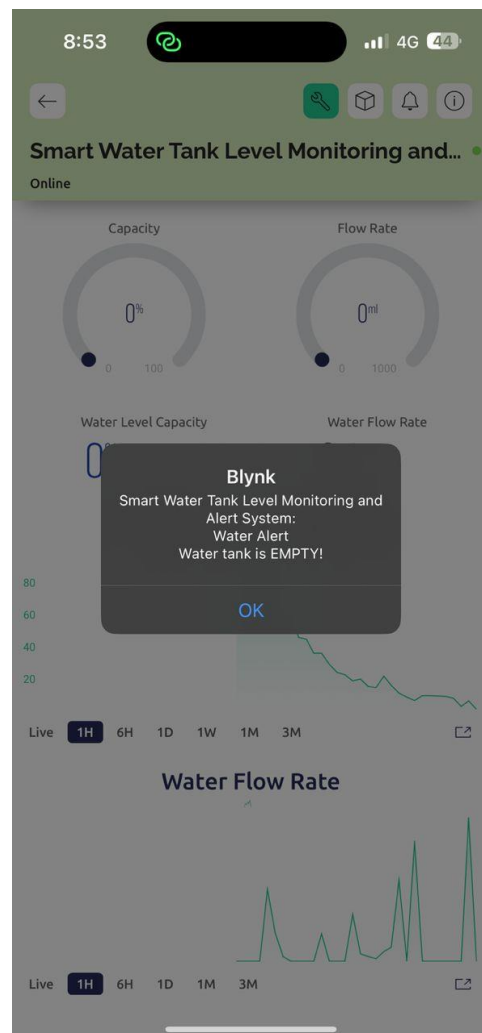 8:53
4G 44
Smart Water Tank Level Monitoring and...
Online
Capacity
Flow Rate
0%
0ml
0 100
0 1000
Water Level Capacity
Water Flow Rate
0
Blynk
Smart Water Tank Level Monitoring and
Alert System:
Water Alert
Water tank is EMPTY!
OK
80
60
40
20
Live 1H 6H 1D 1W 1M 3M
Water Flow Rate
Live 1H 6H 1D 1M 3M